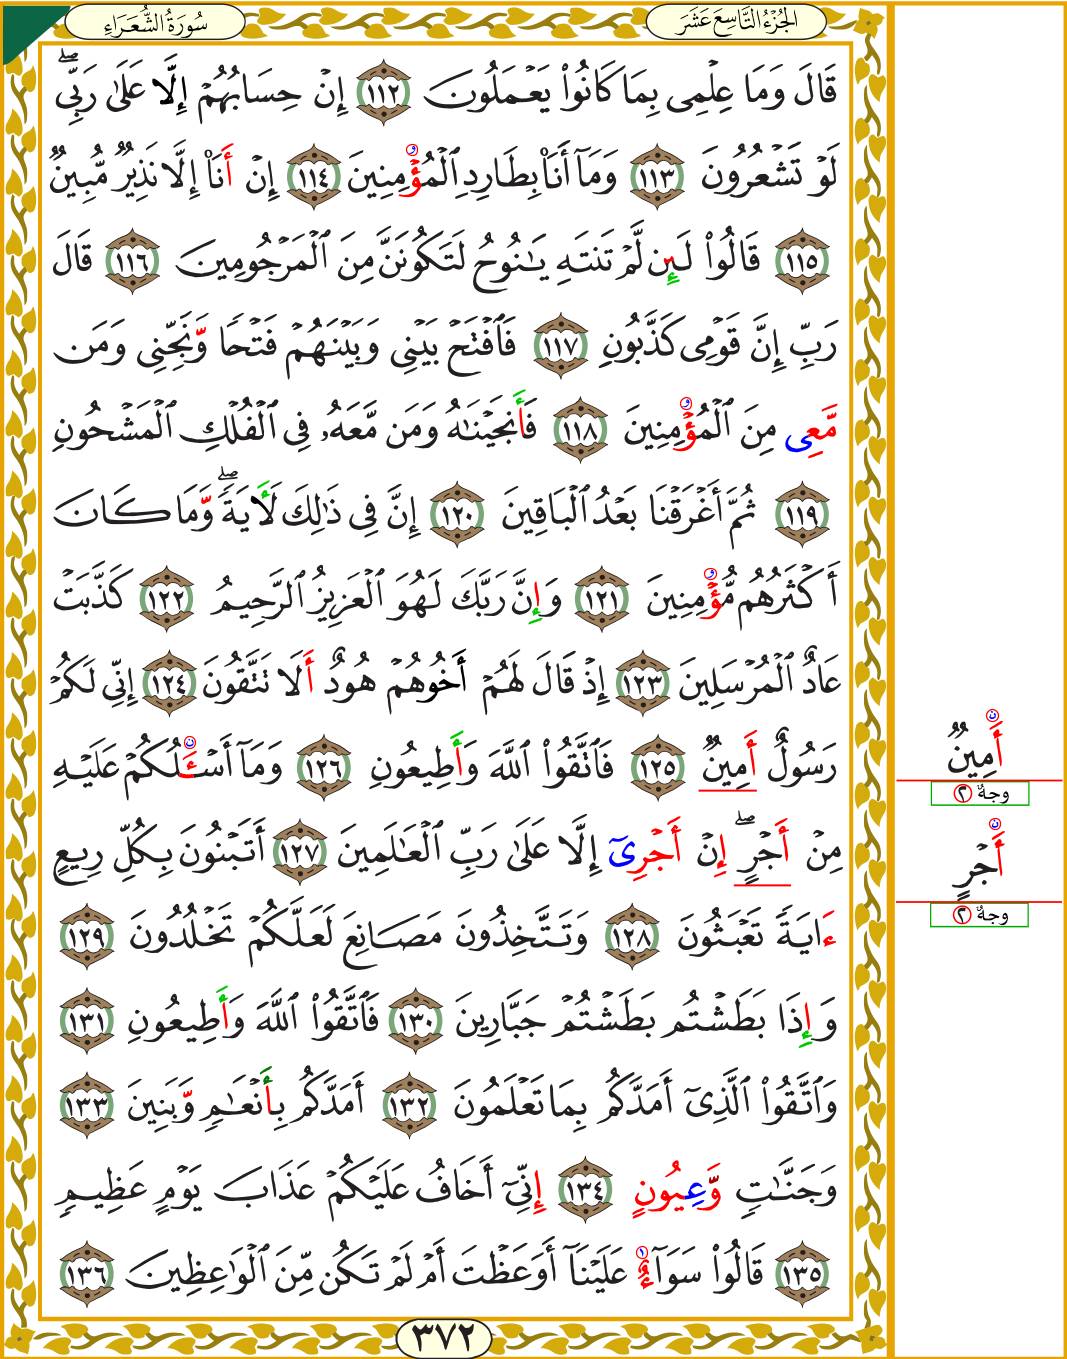 الجُزْءُ التَّاسِعَ عَشَرَ
سُورَةُ الشُّعَرَاءِ
قَالَ وَمَا عِلْمِى بِمَا كَانُوا۟ يَعْمَلُونَ ١١٢ إِنْ حِسَابُهُمْ إِلَّا عَلَىٰ رَبِّىۖ
لَوْ تَشْعُرُونَ ١١٣ وَمَآ أَنَا۠ بِطَارِدِ ٱلْمُؤْمِنِينَ ١١٤ إِنْ أَنَا۠ إِلَّا نَذِيرٌ مُّبِينٌ
١١٥ قَالُوا۟ لَئِن لَّمْ تَنتَهِ يَـٰنُوحُ لَتَكُونَنَّ مِنَ ٱلْمَرْجُومِينَ ١١٦ قَالَ
رَبِّ إِنَّ قَوْمِى كَذَّبُونِ ١١٧ فَٱفْتَحْ بَيْنِى وَبَيْنَهُمْ فَتْحًا وَّنَجِّنِى وَمَن
مَّعِى مِنَ ٱلْمُؤْمِنِينَ ١١٨ فَأَنجَيْنَـٰهُ وَمَن مَّعَهُۥ فِى ٱلْفُلْكِ ٱلْمَشْحُونِ
١١٩ ثُمَّ أَغْرَقْنَا بَعْدُ ٱلْبَاقِينَ ١٢٠ إِنَّ فِى ذَٰلِكَ لَأٓيَةًۖ وَّمَا كَانَ
أَكْثَرُهُم مُّؤْمِنِينَ ١٢١ وَإِنَّ رَبَّكَ لَهُوَ ٱلْعَزِيزُ ٱلرَّحِيمُ ١٢٢ كَذَّبَتْ
عَادٌ ٱلْمُرْسَلِينَ ١٢٣ إِذْ قَالَ لَهُمْ أَخُوهُمْ هُودٌ أَلَا تَتَّقُونَ ١٢٤ إِنِّى لَكُمْ
رَسُولٌ أَمِينٌ ١٢٥ فَٱتَّقُوا۟ ٱللَّهَ وَأَطِيعُونِ ١٢٦ وَمَآ أَسْـَٔلُكُمْ عَلَيْهِ
مِنْ أَجْرٍۖ إِنْ أَجْرِىَ إِلَّا عَلَىٰ رَبِّ ٱلْعَـٰلَمِينَ ١٢٧ أَتَبْنُونَ بِكُلِّ رِيعٍ
ءَايَةً تَعْبَثُونَ ١٢٨ وَتَتَّخِذُونَ مَصَانِعَ لَعَلَّكُمْ تَخْلُدُونَ ١٢٩
وَإِذَا بَطَشْتُم بَطَشْتُمْ جَبَّارِينَ ١٣٠ فَٱتَّقُوا۟ ٱللَّهَ وَأَطِيعُونِ ١٣١
وَٱتَّقُوا۟ ٱلَّذِىٓ أَمَدَّكُم بِمَا تَعْلَمُونَ ١٣٢ أَمَدَّكُم بِأَنْعَـٰمٍ وَّبَنِينَ ١٣٣
وَجَنَّـٰتٍ وَّعِيُونٍ ١٣٤ إِنِّىٓ أَخَافُ عَلَيْكُمْ عَذَابَ يَوْمٍ عَظِيمٍ
١٣٥ قَالُوا۟ سَوَآءٌ عَلَيْنَآ أَوَعَظْتَ أَمْ لَمْ تَكُن مِّنَ ٱلْوَٰعِظِينَ ١٣٦
٣٧٢
أَمِينٌ
وجهٌ ٢
أَجْرٍ
وجهٌ ٢